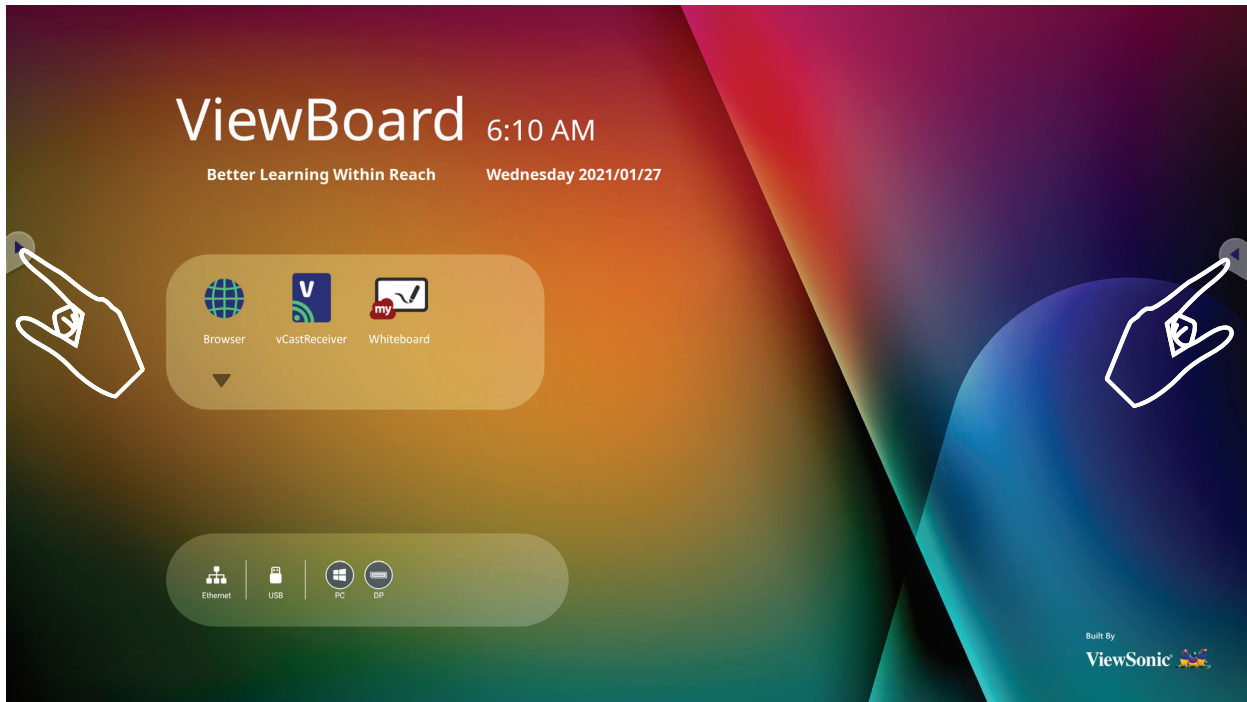 ViewBoard 6:10 AM
Better Learning Within Reach Wednesday 2021/01/27
V
my
Browser vCastReceiver Whiteboard
Ethernet USB PC DP
Built By
ViewSonic®